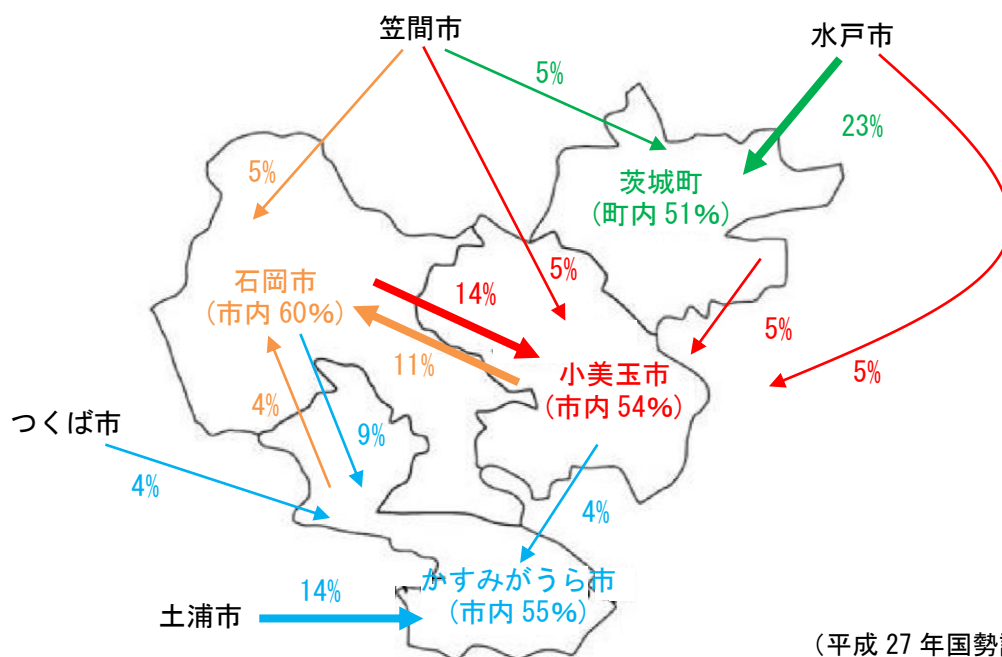 笠間市
水戸市
5%
23%
茨城町
(町内 51%)
5%
5%
石岡市
(市内 60%)
14%
5%
5%
11%
小美玉市
(市内 54%)
4%
つくば市
9%
4%
4%
かすみがうら市
(市内 55%)
14%
土浦市
(平成 27 年国勢